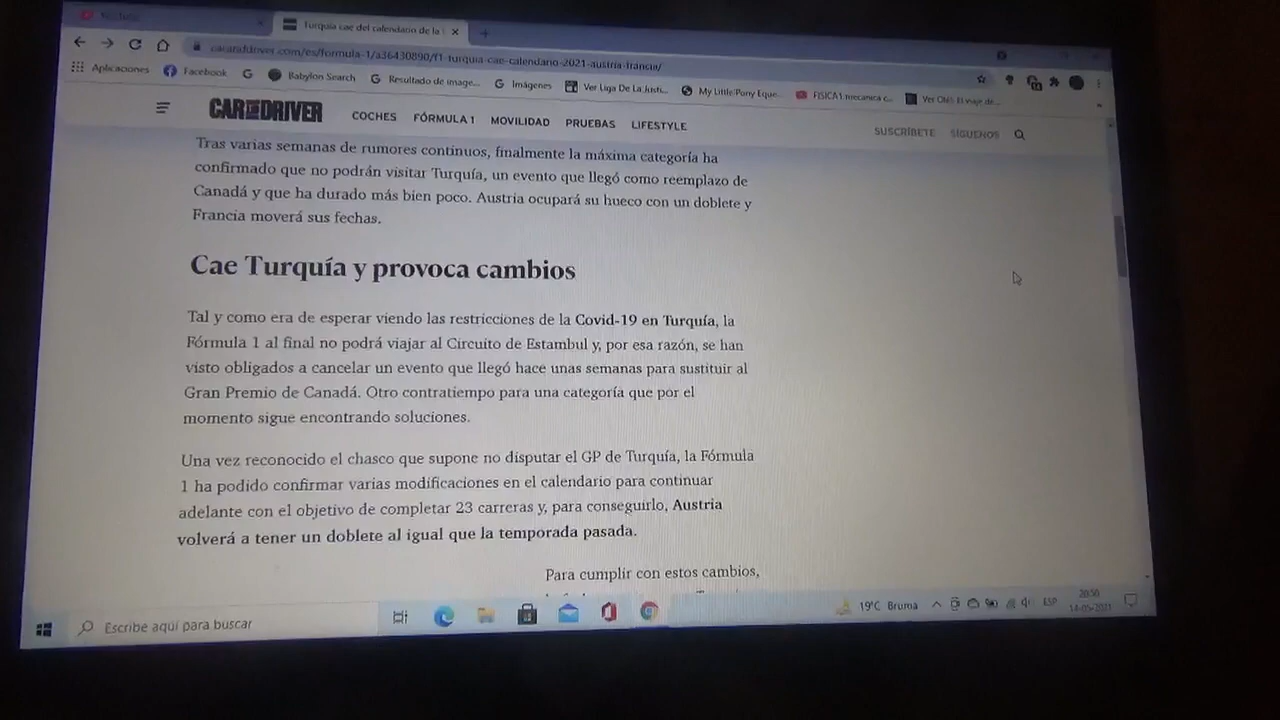 YouTube
Turquía cae del calendario de la
caranddriver.com/es/formula-1/a36430890/f1-turquia-cae-calendario-2021-austria-francia/
Aplicaciones Facebook G Babylon Search Resultado de image... Imágenes Ver Liga De La Justi... My Little Pony Eque... FISICA1 mecanica c...
CAR AND DRIVER COCHES FÓRMULA 1 MOVILIDAD PRUEBAS LIFESTYLE SUSCRÍBETE SÍGUENOS
Tras varias semanas de rumores continuos, finalmente la máxima categoría ha
confirmado que no podrán visitar Turquía, un evento que llegó como reemplazo de
Canadá y que ha durado más bien poco. Austria ocupará su hueco con un doblete y
Francia moverá sus fechas.
Cae Turquía y provoca cambios
Tal y como era de esperar viendo las restricciones de la Covid-19 en Turquía, la
Fórmula 1 al final no podrá viajar al Circuito de Estambul y, por esa razón, se han
visto obligados a cancelar un evento que llegó hace unas semanas para sustituir al
Gran Premio de Canadá. Otro contratiempo para una categoría que por el
momento sigue encontrando soluciones.
Una vez reconocido el chasco que supone no disputar el GP de Turquía, la Fórmula
1 ha podido confirmar varias modificaciones en el calendario para continuar
adelante con el objetivo de completar 23 carreras y, para conseguirlo, Austria
volverá a tener un doblete al igual que la temporada pasada.
Para cumplir con estos cambios,
Escribe aquí para buscar
19°C Bruma ESP
20:50
14-05-2021